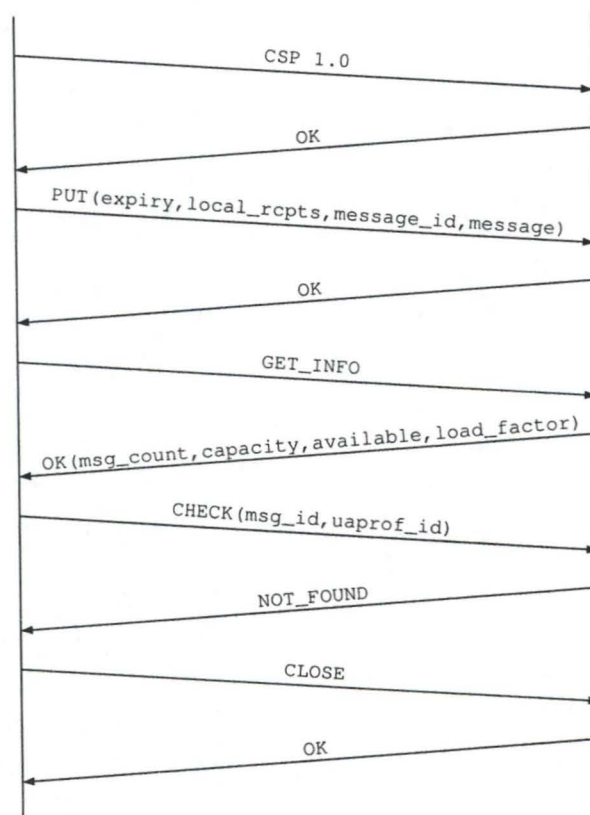 CSP 1.0
OK
PUT(expiry,local_rcpts,message_id,message)
OK
GET_INFO
OK(msg_count,capacity,available,load_factor)
CHECK(msg_id,uaprof_id)
NOT_FOUND
CLOSE
OK